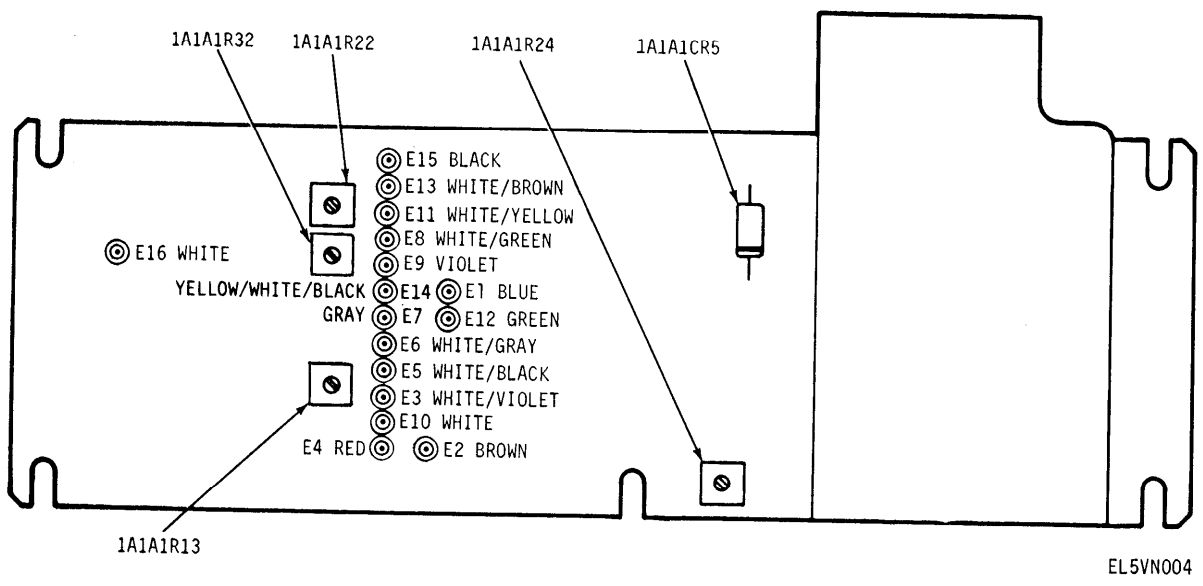 1A1A1R32 1A1A1R22 1A1A1R24 1A1A1CR5
E15 BLACK
E13 WHITE/BROWN
E11 WHITE/YELLOW
E8 WHITE/GREEN
E16 WHITE
E9 VIOLET
YELLOW/WHITE/BLACK E14 E1 BLUE
GRAY E7 E12 GREEN
E6 WHITE/GRAY
E5 WHITE/BLACK
E3 WHITE/VIOLET
E10 WHITE
E4 RED E2 BROWN
1A1A1R13
EL5VN004